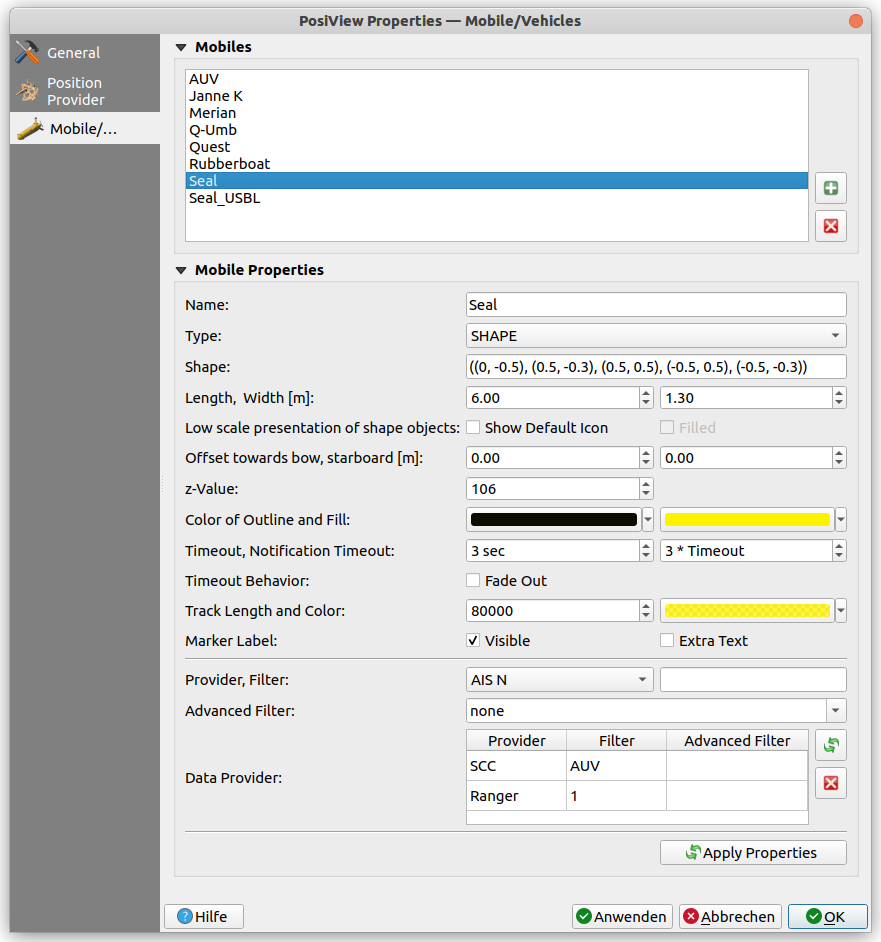 PosiView Properties — Mobile/Vehicles
General
Position
Provider
Mobile/...
Mobiles
AUV
Janne K
Merian
Q-Umb
Quest
Rubberboat
Seal
Seal_USBL
Mobile Properties
Name: Seal
Type: SHAPE
Shape: ((0, -0.5), (0.5, -0.3), (0.5, 0.5), (-0.5, 0.5), (-0.5, -0.3))
Length, Width [m]: 6.00 1.30
Low scale presentation of shape objects: Show Default Icon Filled
Offset towards bow, starboard [m]: 0.00 0.00
z-Value: 106
Color of Outline and Fill:
Timeout, Notification Timeout: 3 sec 3 * Timeout
Timeout Behavior: Fade Out
Track Length and Color: 80000
Marker Label: Visible Extra Text
Provider, Filter: AIS N
Advanced Filter: none
Provider Filter Advanced Filter
Data Provider:
SCC AUV
Ranger 1
Apply Properties
Hilfe Anwenden Abbrechen OK